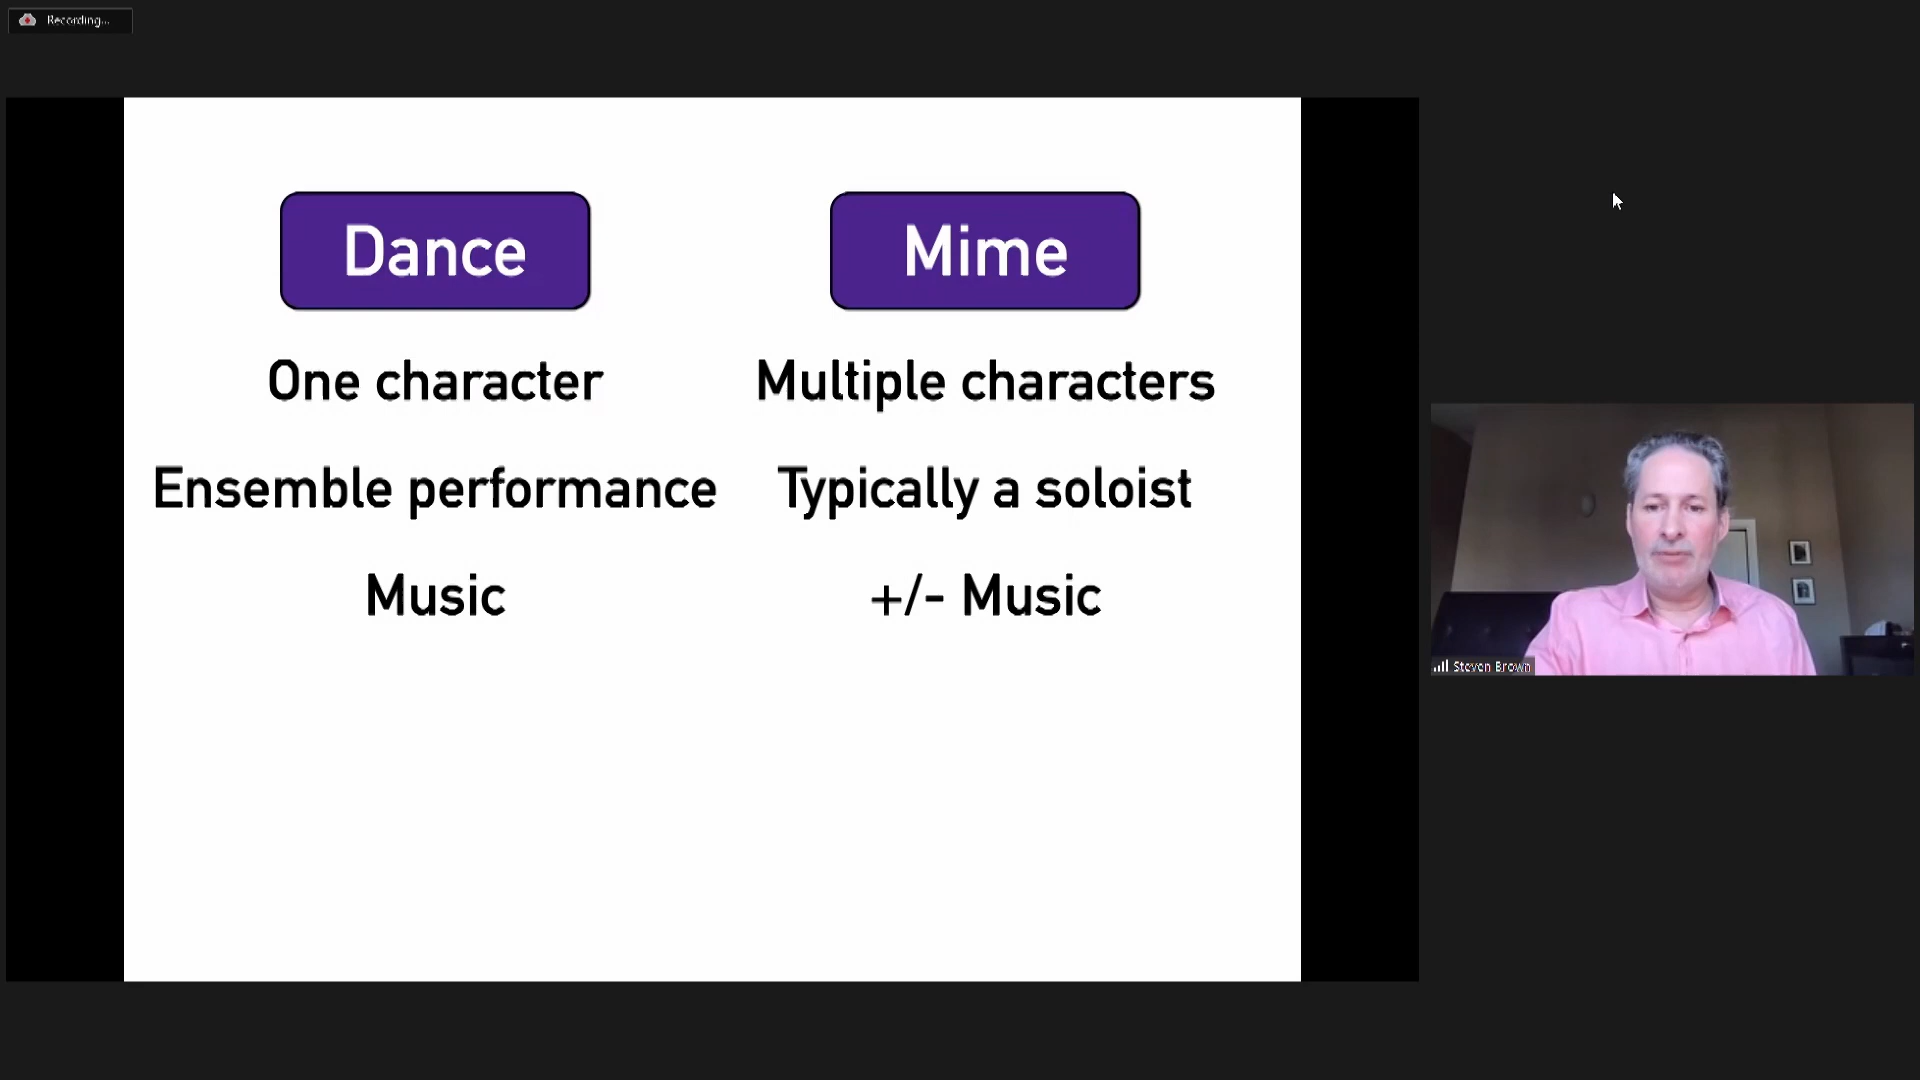 Recording...
Dance
Mime
One character
Multiple characters
Ensemble performance
Typically a soloist
Music
+/- Music
Steven Brown